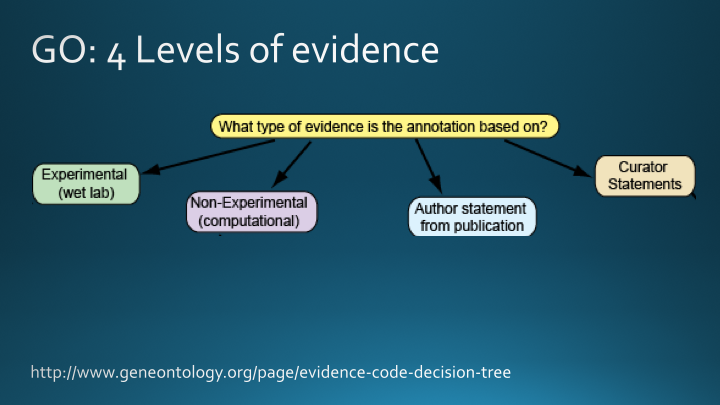 GO: 4 Levels of evidence
What type of evidence is the annotation based on?
Experimental
(wet lab)
Non-Experimental
(computational)
Author statement
from publication
Curator
Statements
http://www.geneontology.org/page/evidence-code-decision-tree